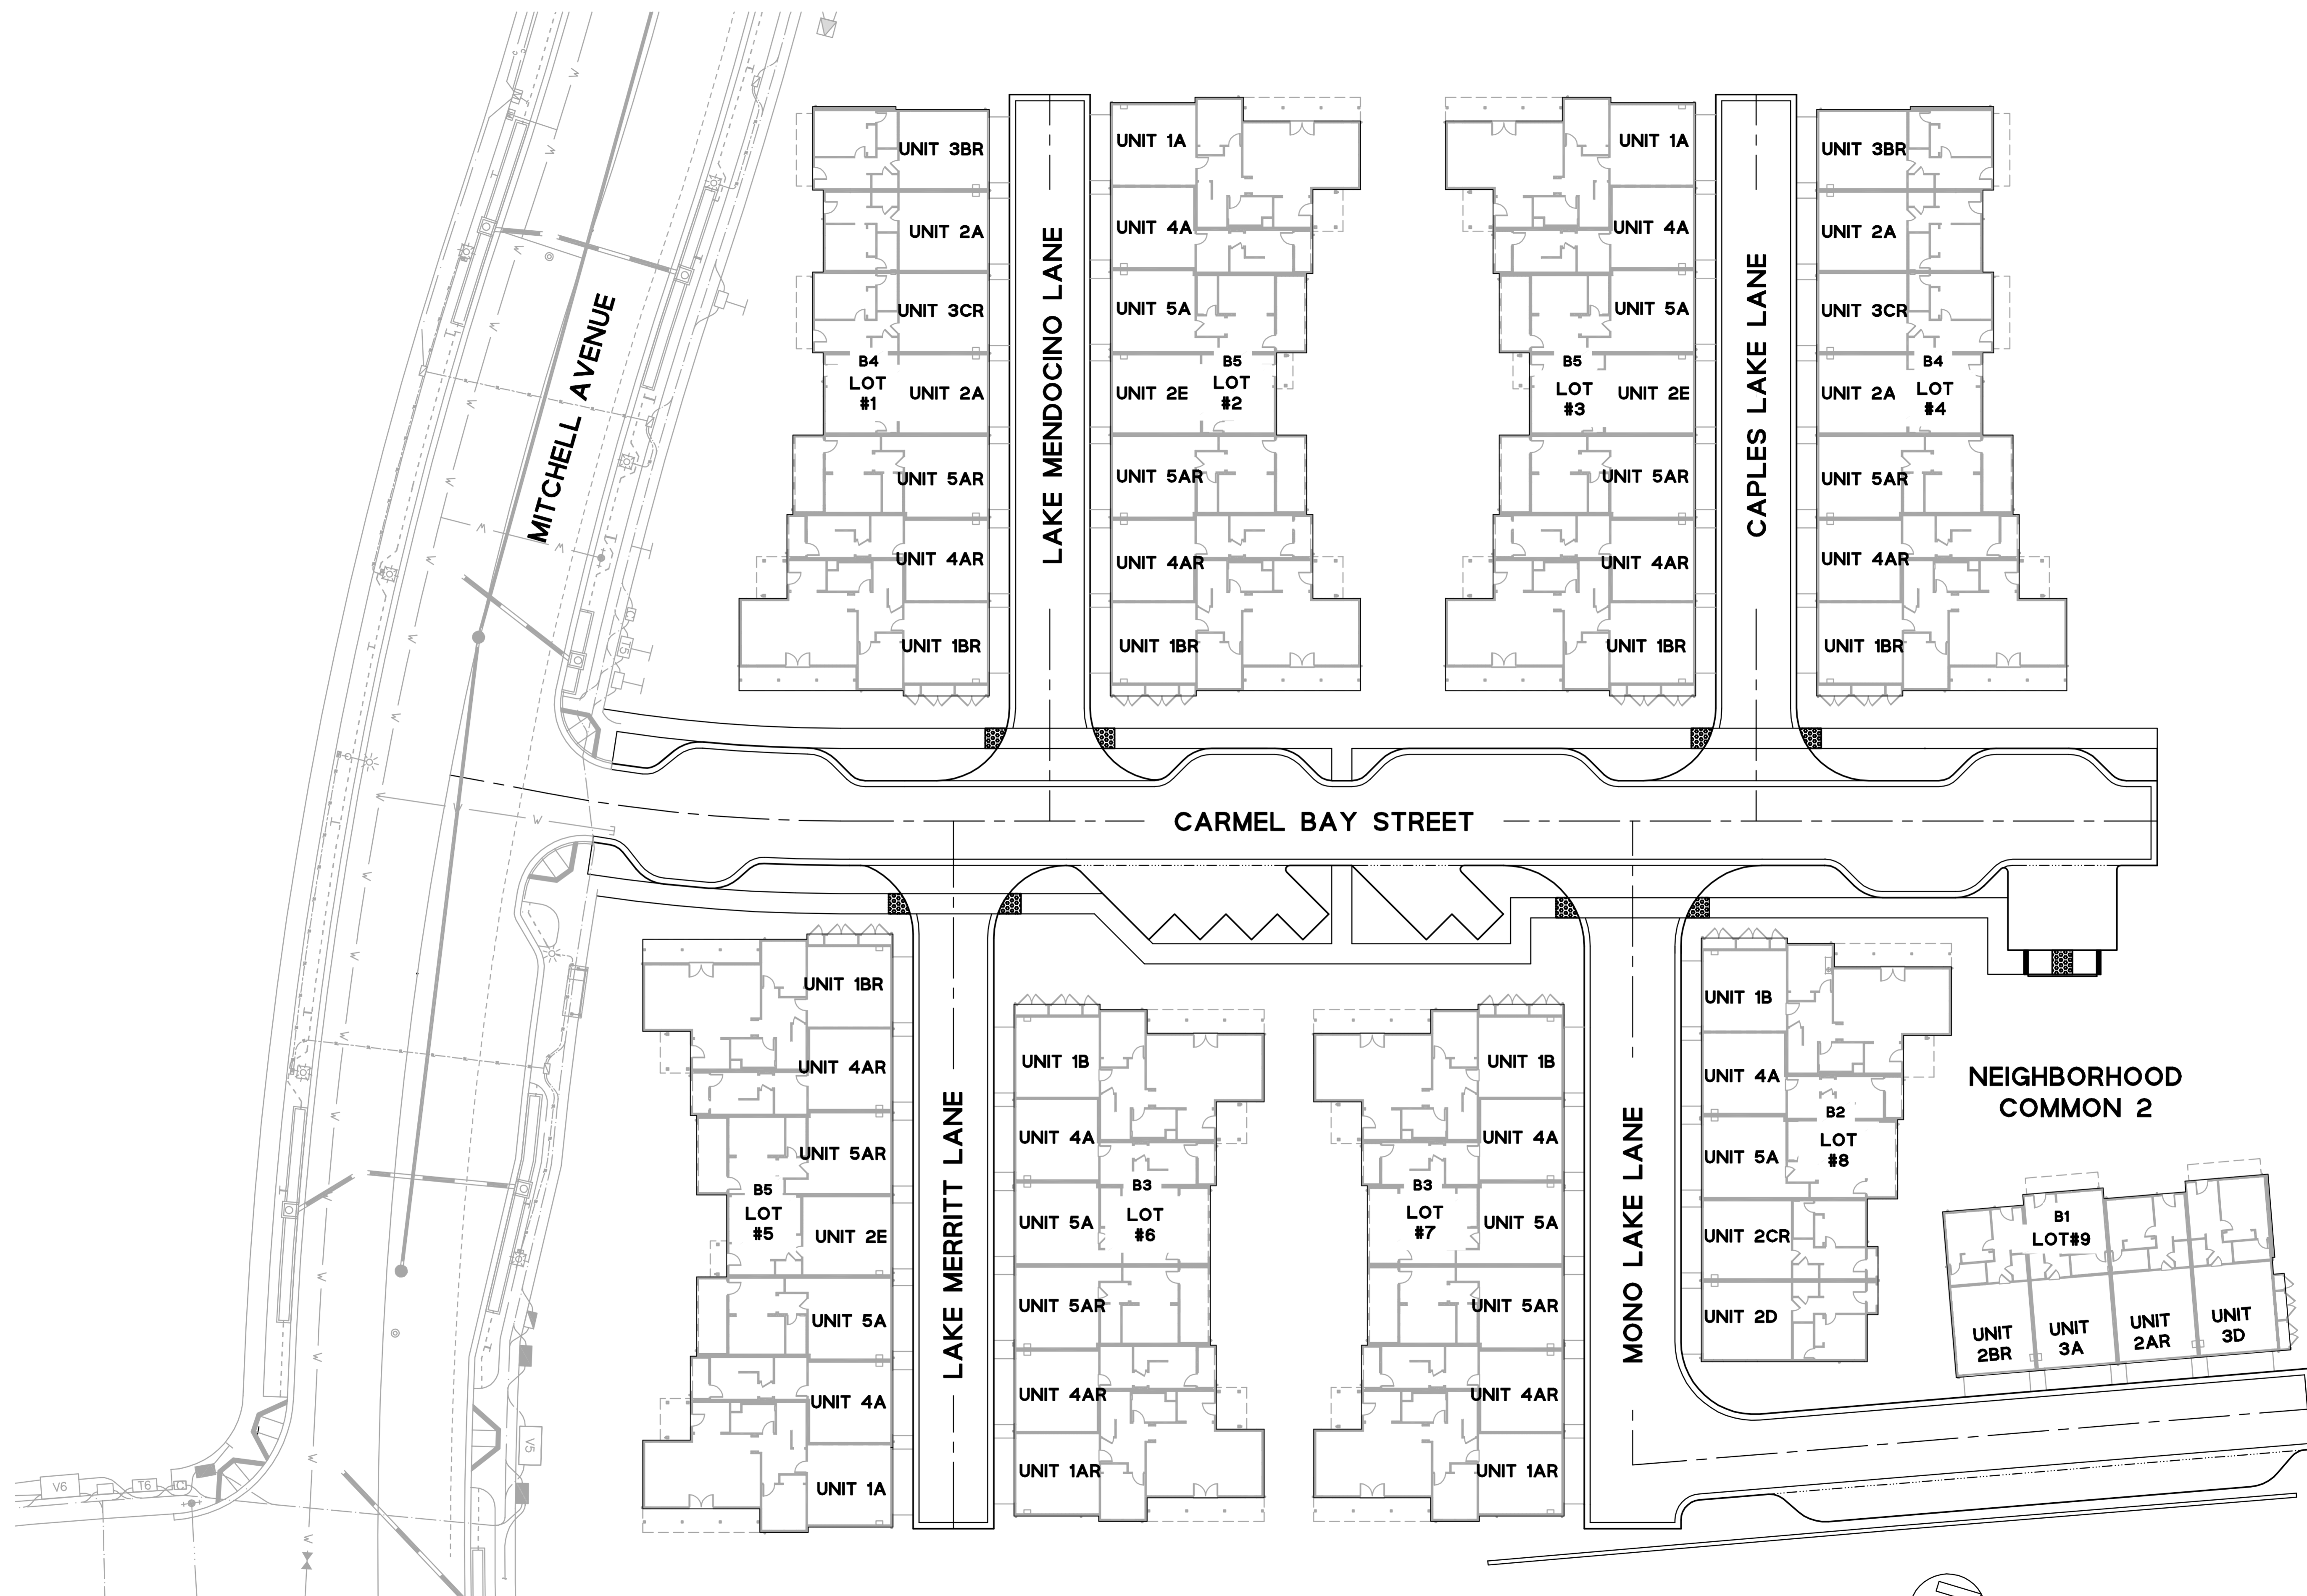 MITCHELL AVENUE
UNIT 3BR
UNIT 2A
UNIT 3CR
UNIT 2A
UNIT 5AR
UNIT 4AR
UNIT 1BR
B4
LOT
#1
LAKE MENDOCINO LANE
UNIT 1A
UNIT 4A
UNIT 5A
UNIT 2E
UNIT 5AR
UNIT 4AR
UNIT 1BR
B5
LOT
#2
UNIT 1A
UNIT 4A
UNIT 5A
UNIT 2E
UNIT 5AR
UNIT 4AR
UNIT 1BR
B5
LOT
#3
CAPLES LAKE LANE
UNIT 3BR
UNIT 2A
UNIT 3CR
UNIT 2A
UNIT 5AR
UNIT 4AR
UNIT 1BR
B4
LOT
#4
CARMEL BAY STREET
UNIT 1BR
UNIT 4AR
UNIT 5AR
UNIT 2E
UNIT 5A
UNIT 4A
UNIT 1A
B5
LOT
#5
LAKE MERRITT LANE
UNIT 1B
UNIT 4A
UNIT 5A
UNIT 5AR
UNIT 4AR
UNIT 1AR
B3
LOT
#6
UNIT 1B
UNIT 4A
UNIT 5A
UNIT 5AR
UNIT 4AR
UNIT 1AR
B3
LOT
#7
MONO LAKE LANE
UNIT 1B
UNIT 4A
UNIT 5A
UNIT 2CR
UNIT 2D
B2
LOT
#8
NEIGHBORHOOD
COMMON 2
B1
LOT#9
UNIT
2BR
UNIT
3A
UNIT
2AR
UNIT
3D
T5
V5
V6
T6